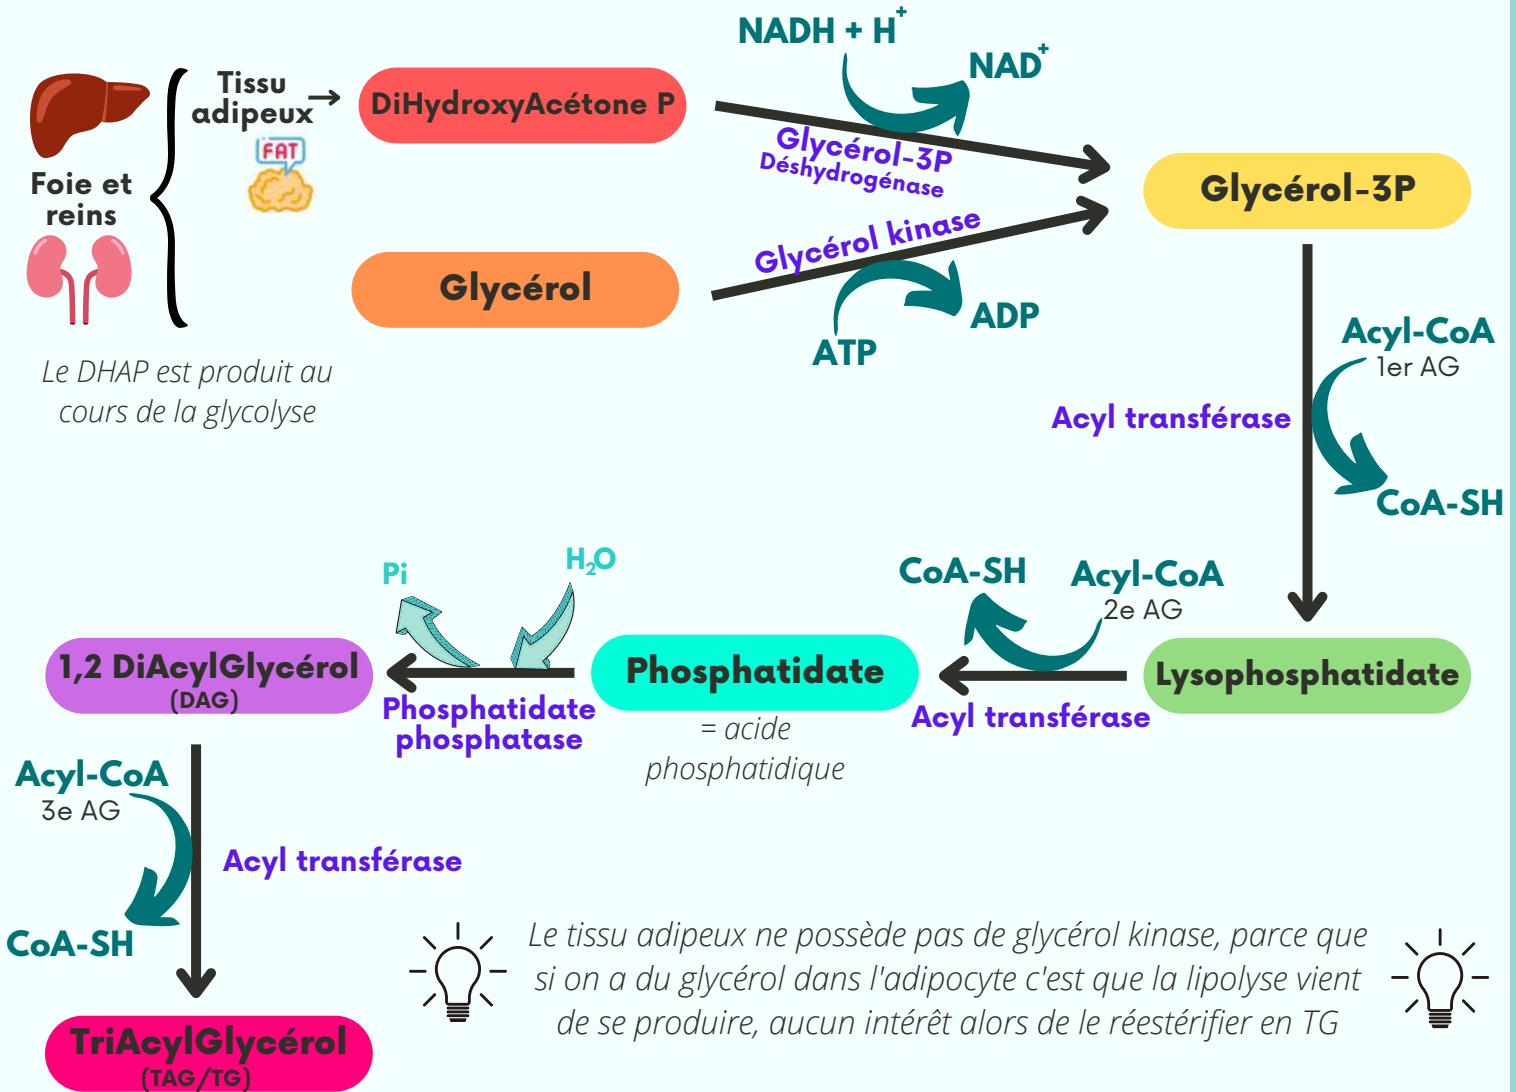 NADH + H+
NAD+
Tissu
adipeux
FAT
DiHydroxyAcétone P
Glycérol-3P
Déshydrogénase
Foie et
reins
Glycérol-3P
Glycérol kinase
Glycérol
ATP
ADP
Le DHAP est produit au
cours de la glycolyse
Acyl-CoA
1er AG
Acyl transférase
CoA-SH
Lysophosphatidate
Acyl-CoA
2e AG
CoA-SH
Acyl transférase
Phosphatidate
= acide
phosphatidique
H₂O
Pi
Phosphatidate
phosphatase
1,2 DiAcylGlycérol
(DAG)
Acyl-CoA
3e AG
Acyl transférase
CoA-SH
TriAcylGlycérol
(TAG/TG)
Le tissu adipeux ne possède pas de glycérol kinase, parce que
si on a du glycérol dans l'adipocyte c'est que la lipolyse vient
de se produire, aucun intérêt alors de le réestérifier en TG